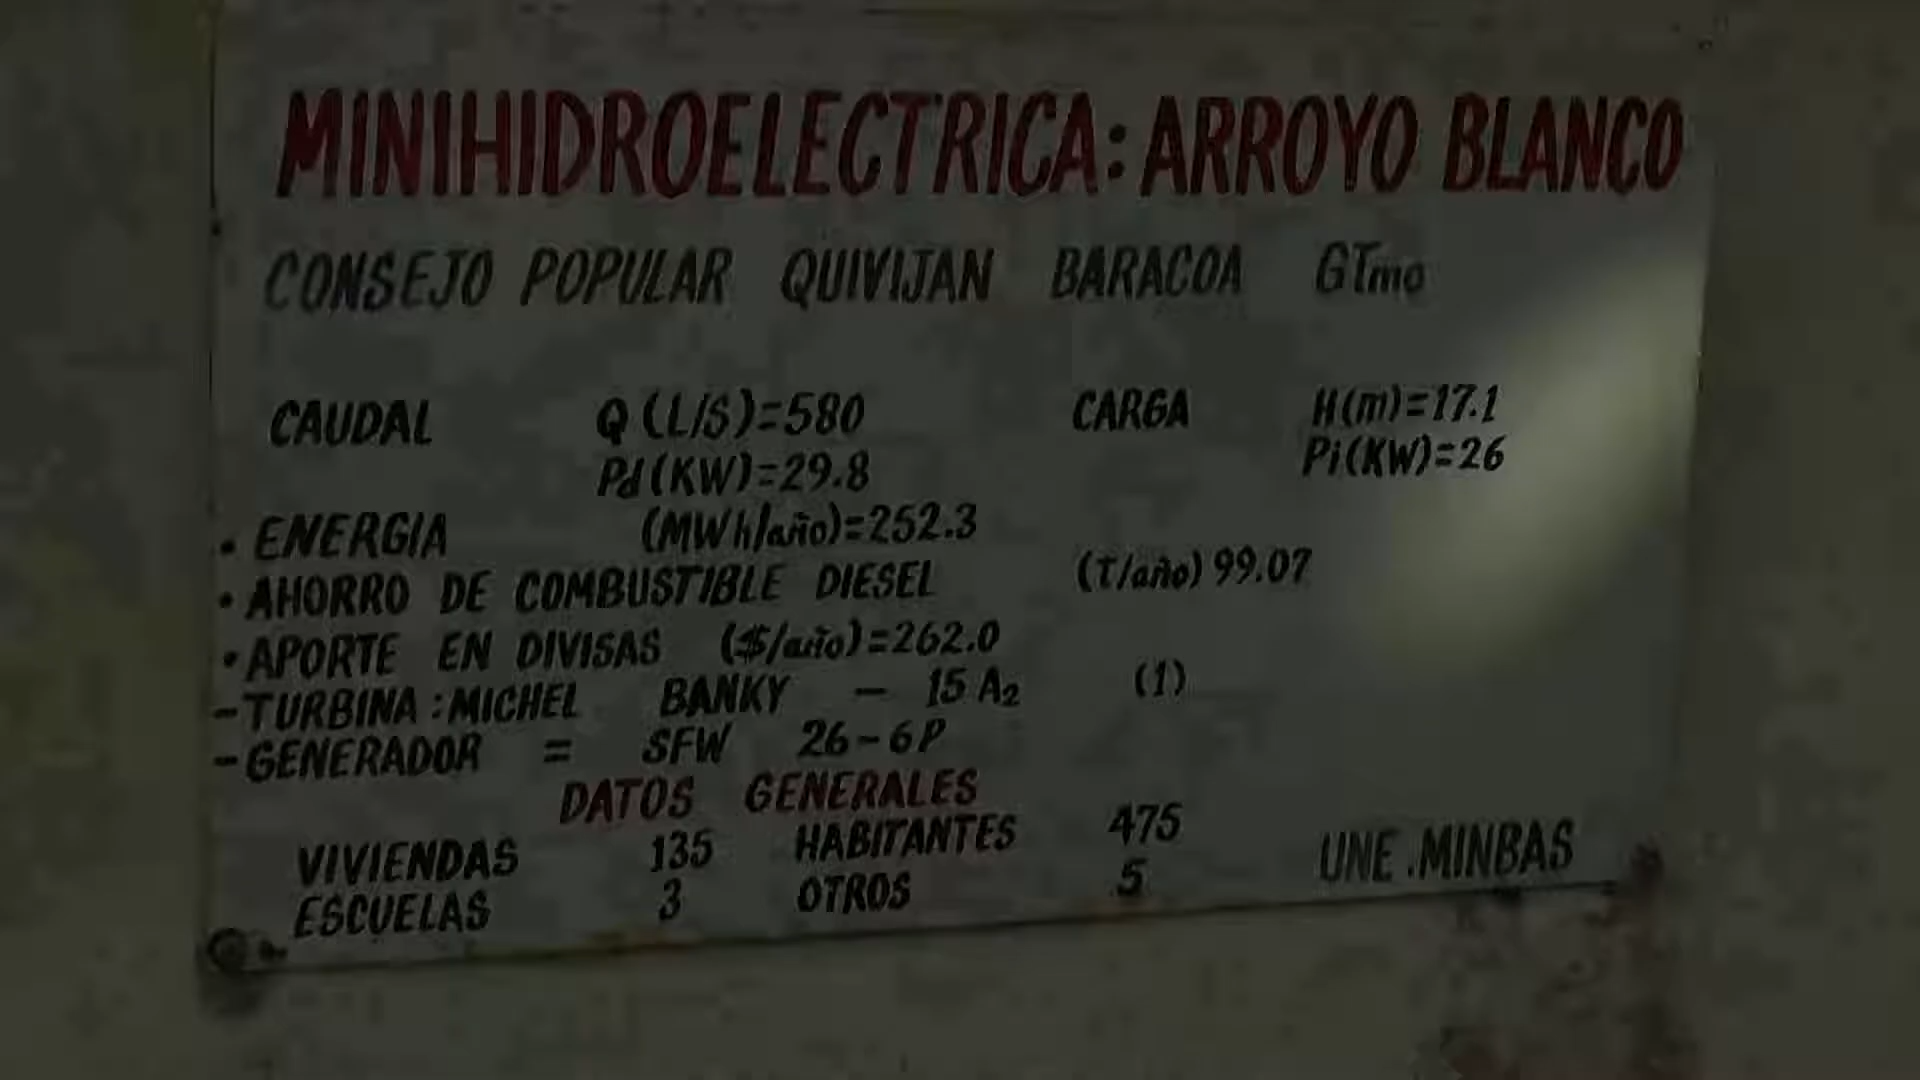 MINIHIDROELECTRICA: ARROYO BLANCO
CONSEJO POPULAR QUIVIJAN BARACOA GTmo
CAUDAL Q (L/S)=580 CARGA H(m)=17.1
Pd(KW)=29.8 Pi(KW)=26
• ENERGIA (MWh/año)=252.3
• AHORRO DE COMBUSTIBLE DIESEL (T/año) 99.07
• APORTE EN DIVISAS ($/año)=262.0
-TURBINA: MICHEL BANKY - 15 A2 (1)
-GENERADOR = SFW 26-6P
DATOS GENERALES
VIVIENDAS 135 HABITANTES 475
ESCUELAS 3 OTROS 5
UNE .MINBAS